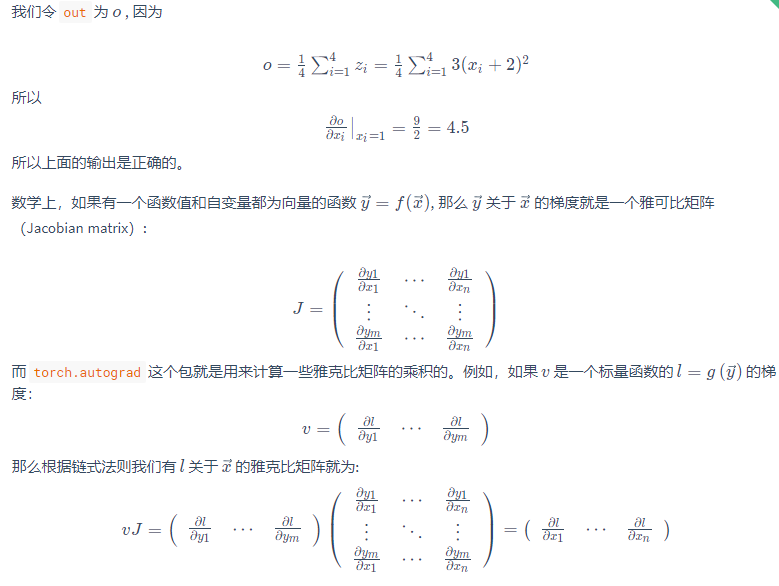 我们令 out 为 o , 因为
o = \frac{1}{4} \sum_{i=1}^{4} z_i = \frac{1}{4} \sum_{i=1}^{4} 3(x_i + 2)^2
所以
\frac{\partial o}{\partial x_i} \Big|_{x_i=1} = \frac{9}{2} = 4.5
所以上面的输出是正确的。
数学上，如果有一个函数值和自变量都为向量的函数 \vec{y} = f(\vec{x}), 那么 \vec{y} 关于 \vec{x} 的梯度就是一个雅可比矩阵
（Jacobian matrix）:
J = \begin{pmatrix} \frac{\partial y1}{\partial x_1} & \cdots & \frac{\partial y1}{\partial x_n} \\ \vdots & \ddots & \vdots \\ \frac{\partial y_m}{\partial x_1} & \cdots & \frac{\partial y_m}{\partial x_n} \end{pmatrix}
而 torch.autograd 这个包就是用来计算一些雅克比矩阵的乘积的。例如，如果 v 是一个标量函数的 l = g (\vec{y}) 的梯
度：
v = \begin{pmatrix} \frac{\partial l}{\partial y1} & \cdots & \frac{\partial l}{\partial y_m} \end{pmatrix}
那么根据链式法则我们有 l 关于 \vec{x} 的雅克比矩阵就为:
vJ = \begin{pmatrix} \frac{\partial l}{\partial y1} & \cdots & \frac{\partial l}{\partial y_m} \end{pmatrix} \begin{pmatrix} \frac{\partial y1}{\partial x_1} & \cdots & \frac{\partial y1}{\partial x_n} \\ \vdots & \ddots & \vdots \\ \frac{\partial y_m}{\partial x_1} & \cdots & \frac{\partial y_m}{\partial x_n} \end{pmatrix} = \begin{pmatrix} \frac{\partial l}{\partial x_1} & \cdots & \frac{\partial l}{\partial x_n} \end{pmatrix}